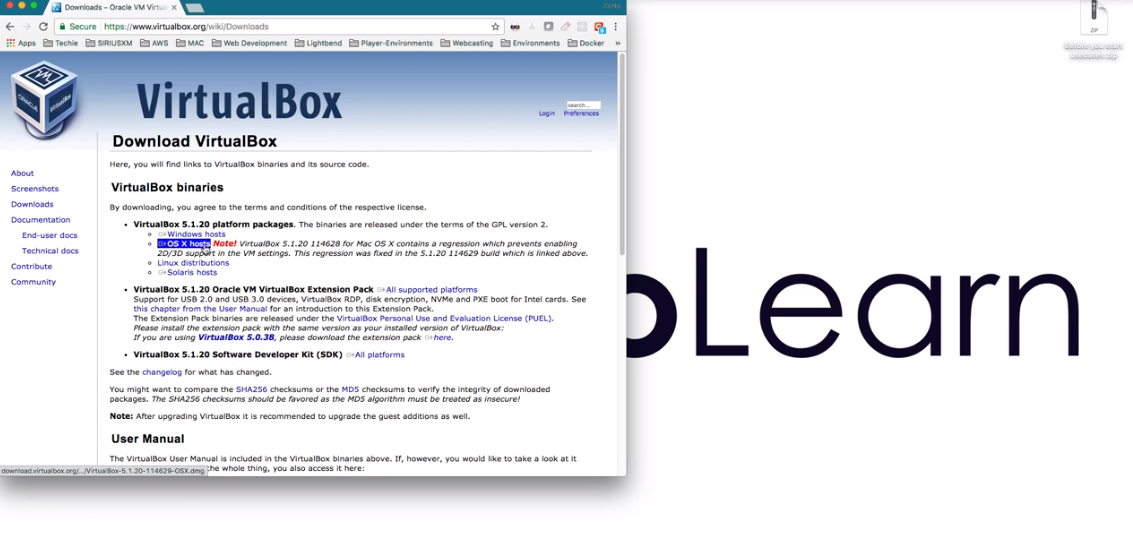 Downloads – Oracle VM Virtu
Secure
https://www.virtualbox.org/wiki/Downloads
Apps
Techie
SIRIUSXM
AWS
MAC
Web Development
Lightbend
Player-Environments
Webcasting
Environments
Docker
»
ZIP
Before you start
VirtualBox
search...
Login
Preferences
Download VirtualBox
Here, you will find links to VirtualBox binaries and its source code.
About
Screenshots
Downloads
Documentation
End-user docs
Technical docs
Contribute
Community
VirtualBox binaries
By downloading, you agree to the terms and conditions of the respective license.
• VirtualBox 5.1.20 platform packages. The binaries are released under the terms of the GPL version 2.
Windows hosts
OS X hosts Note! VirtualBox 5.1.20 114628 for Mac OS X contains a regression which prevents enabling
2D/3D support in the VM settings. This regression was fixed in the 5.1.20 114629 build which is linked above.
Linux distributions
Solaris hosts
• VirtualBox 5.1.20 Oracle VM VirtualBox Extension Pack All supported platforms
Support for USB 2.0 and USB 3.0 devices, VirtualBox RDP, disk encryption, NVMe and PXE boot for Intel cards. See
this chapter from the User Manual for an introduction to this Extension Pack.
The Extension Pack binaries are released under the VirtualBox Personal Use and Evaluation License (PUEL).
Please install the extension pack with the same version as your installed version of VirtualBox:
If you are using VirtualBox 5.0.38, please download the extension pack here.
• VirtualBox 5.1.20 Software Developer Kit (SDK) All platforms
See the changelog for what has changed.
You might want to compare the SHA256 checksums or the MD5 checksums to verify the integrity of downloaded
packages. The SHA256 checksums should be favored as the MD5 algorithm must be treated as insecure!
Note: After upgrading VirtualBox it is recommended to upgrade the guest additions as well.
User Manual
The VirtualBox User Manual is included in the VirtualBox binaries above. If, however, you would like to take a look at it
the whole thing, you also access it here:
download.virtualbox.org/.../VirtualBox-5.1.20-114629-OSX.dmg
oLearn